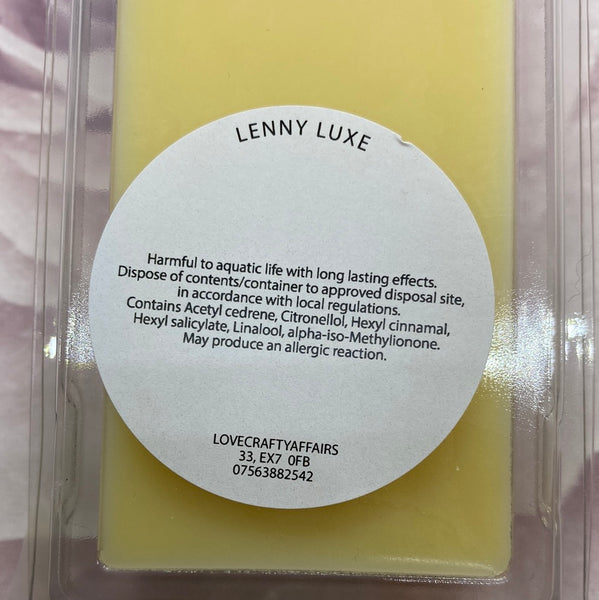 LENNY LUXE
Harmful to aquatic life with long lasting effects.
Dispose of contents/container to approved disposal site,
in accordance with local regulations.
Contains Acetyl cedrene, Citronellol, Hexyl cinnamal,
Hexyl salicylate, Linalool, alpha-iso-Methylionone.
May produce an allergic reaction.
LOVECRAFTYAFFAIRS
33, EX7 0FB
07563882542